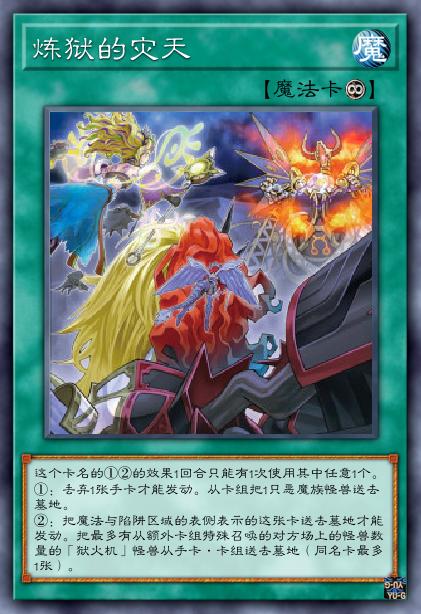 炼狱的灾天
魔
【魔法卡♾】
这个卡名的①②的效果1回合只能有1次使用其中任意1个。
①：丢弃1张手卡才能发动。从卡组把1只恶魔族怪兽送去
墓地。
②：把魔法与陷阱区域的表侧表示的这张卡送去墓地才能
发动。把最多有从额外卡组特殊召唤的对方场上的怪兽数
量的「狱火机」怪兽从手卡・卡组送去墓地（同名卡最多
1张）。